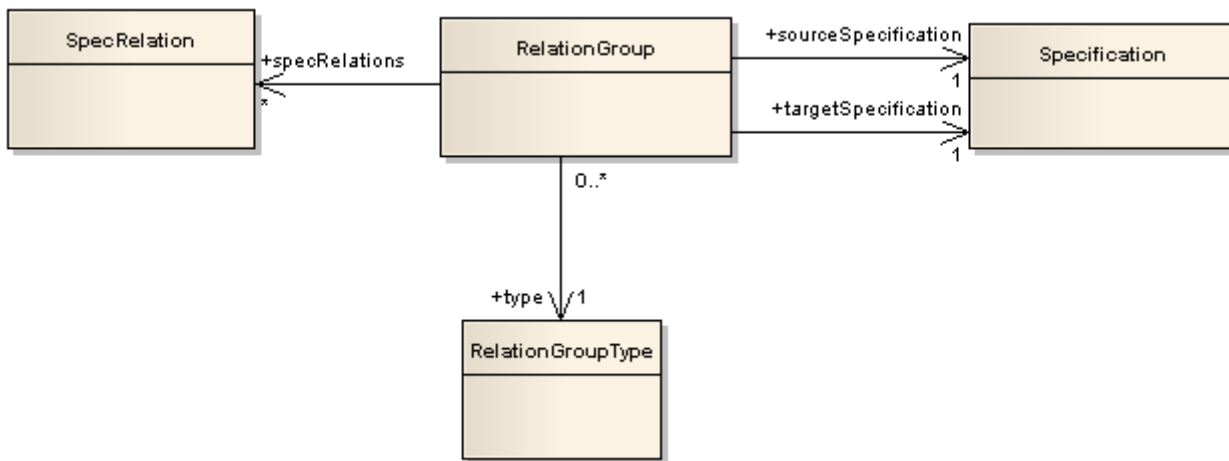 SpecRelation
+specRelations
*
RelationGroup
+sourceSpecification
1
+targetSpecification
1
Specification
0..*
+type
1
RelationGroupType